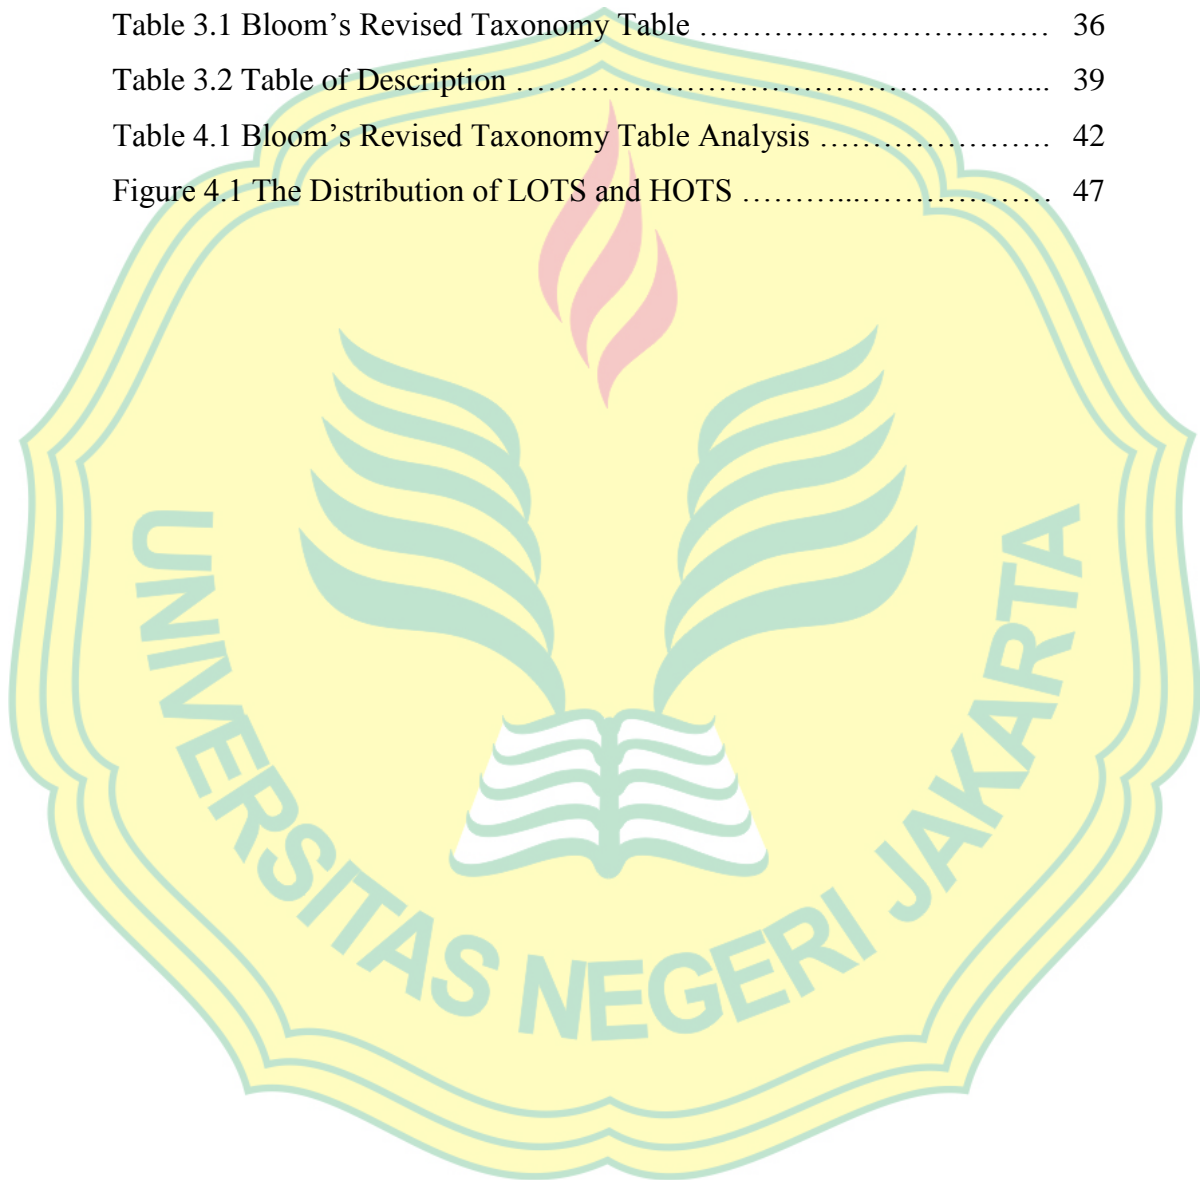 Table 3.1 Bloom’s Revised Taxonomy Table …………………………… 36
Table 3.2 Table of Description …………………………………………... 39
Table 4.1 Bloom’s Revised Taxonomy Table Analysis …………………. 42
Figure 4.1 The Distribution of LOTS and HOTS ………...……………… 47
UNIVERSITAS NEGERI JAKARTA